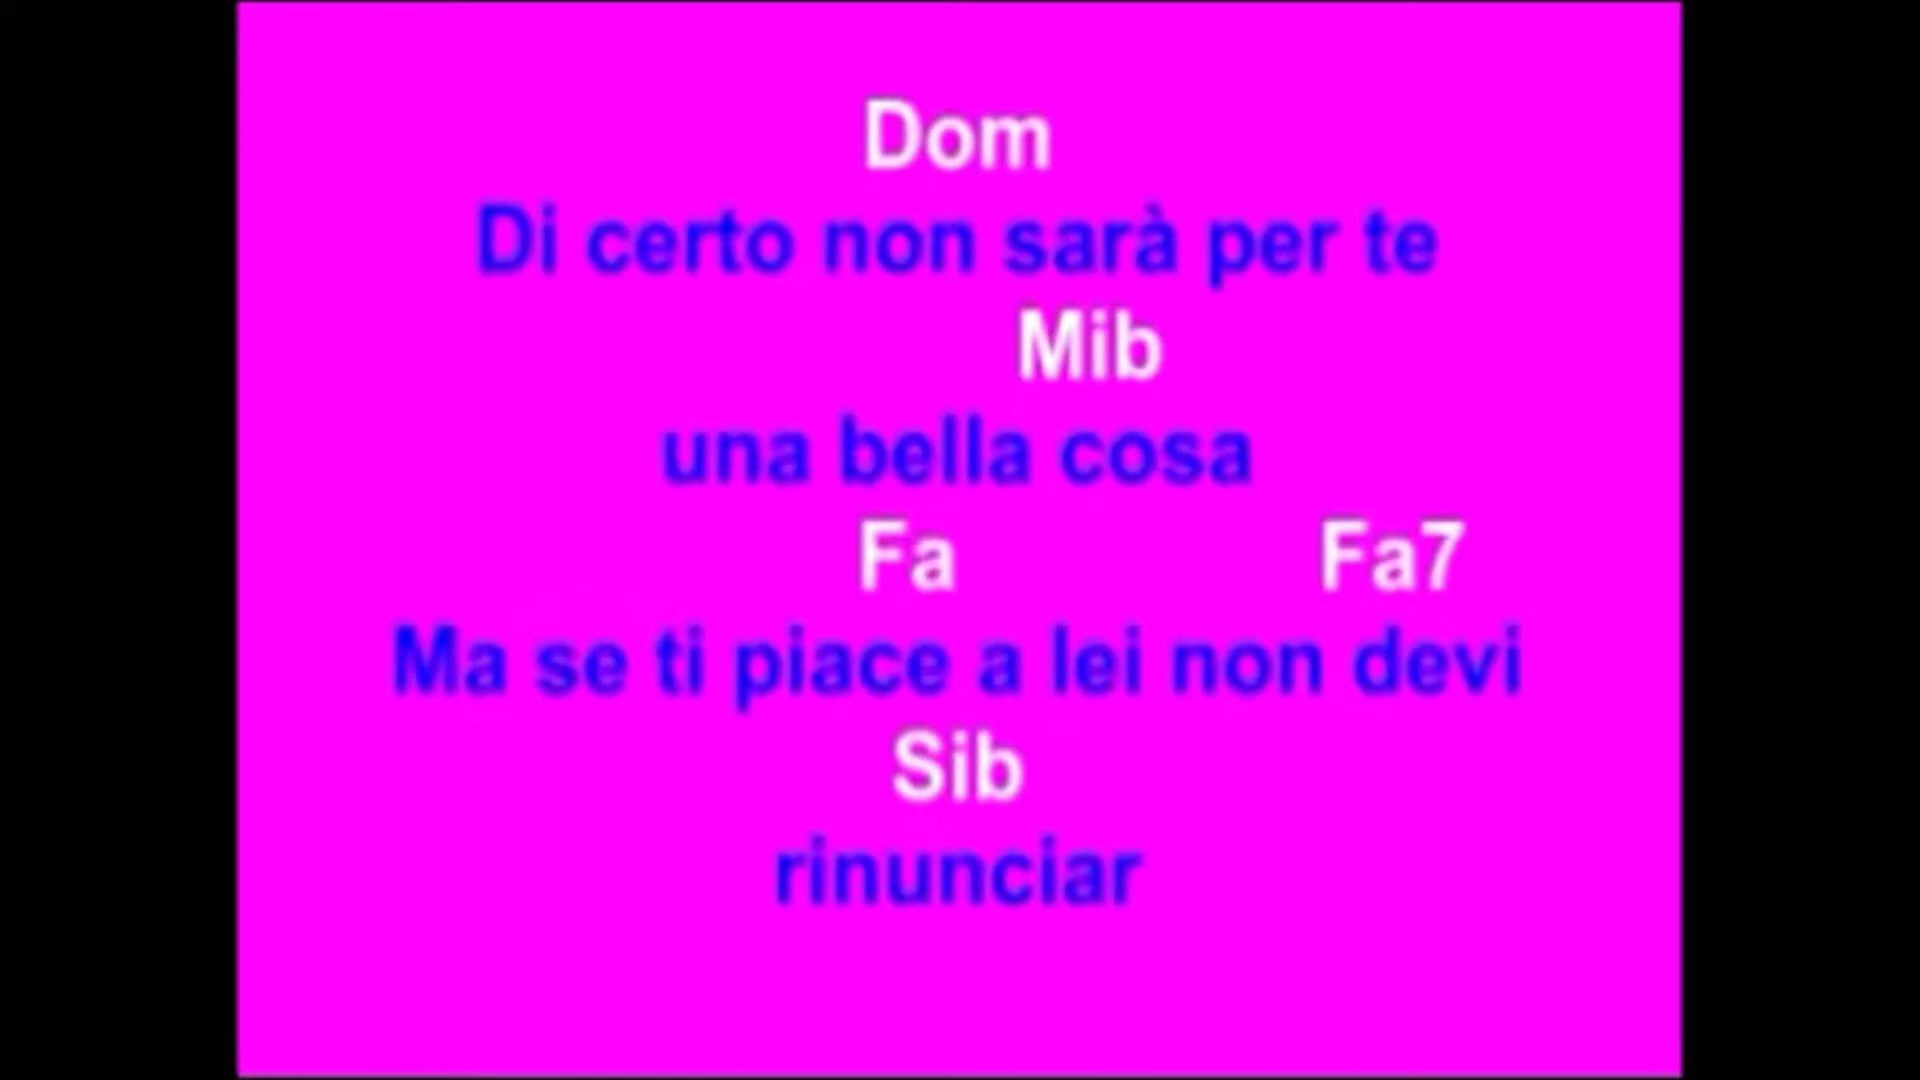 Dom
Di certo non sarà per te
Mib
una bella cosa
Fa Fa7
Ma se ti piace a lei non devi
Sib
rinunciar